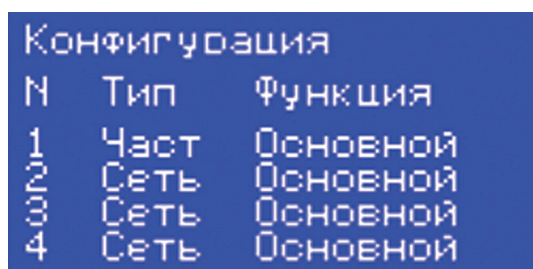 Конфигурация
N Тип Функция
1 Част Основной
2 Сеть Основной
3 Сеть Основной
4 Сеть Основной